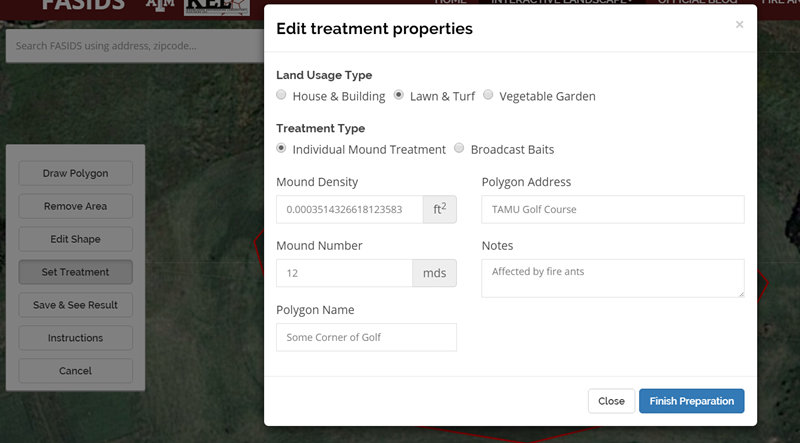 FASIDS
HOME
INTERACTIVE LANDSCAPE
OFFICIAL BLOG
FIRE AN
Search FASIDS using address, zipcode...
Draw Polygon
Remove Area
Edit Shape
Set Treatment
Save & See Result
Instructions
Cancel
Edit treatment properties
×
Land Usage Type
House & Building Lawn & Turf Vegetable Garden
Treatment Type
Individual Mound Treatment Broadcast Baits
Mound Density
0.0003514326618123583 ft²
Polygon Address
TAMU Golf Course
Mound Number
12 mds
Notes
Affected by fire ants
Polygon Name
Some Corner of Golf
Close Finish Preparation